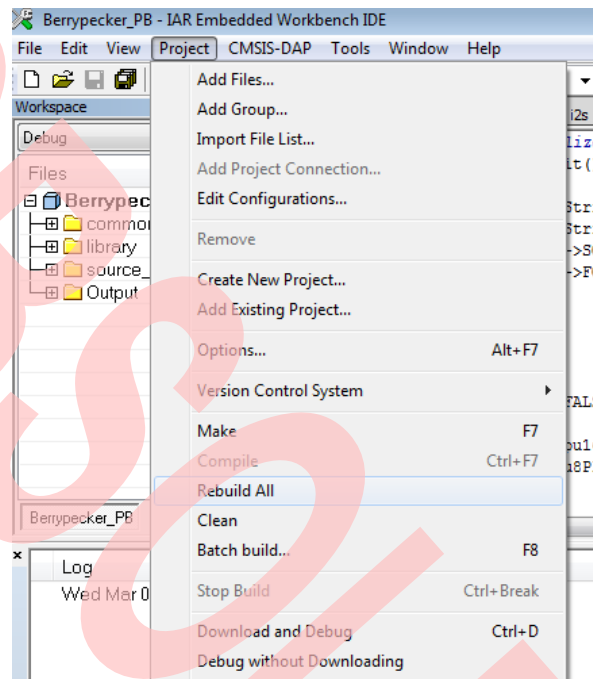 Berrypecker_PB - IAR Embedded Workbench IDE
File Edit View Project CMSIS-DAP Tools Window Help
Workspace
Debug
Files
Berrypec
common
library
source_
Output
Berrypecker_PB
Add Files...
Add Group...
Import File List...
Add Project Connection...
Edit Configurations...
Remove
Create New Project...
Add Existing Project...
Options... Alt+F7
Version Control System
Make F7
Compile Ctrl+F7
Rebuild All
Clean
Batch build... F8
Stop Build Ctrl+Break
Download and Debug Ctrl+D
Debug without Downloading
i2s
Log
Wed Mar 0